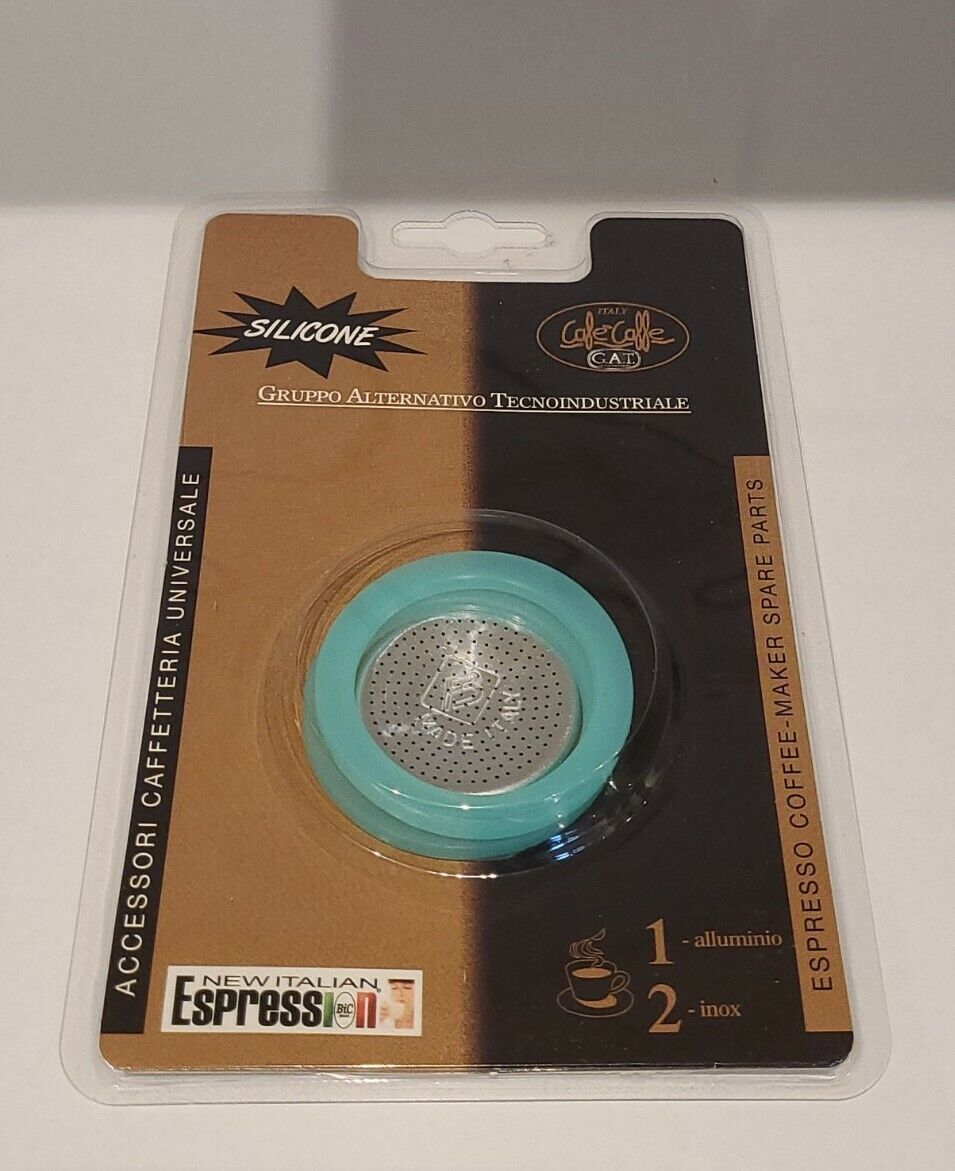 SILICONE
ITALY
Cafe Caffe
G.A.T.
GRUPPO ALTERNATIVO TECNOINDUSTRIALE
ACCESSORI CAFFETTERIA UNIVERSALE
ESPRESSO COFFEE-MAKER SPARE PARTS
MADE ITALY
1 - alluminio
2 - inox
NEW ITALIAN
Espression
BiC